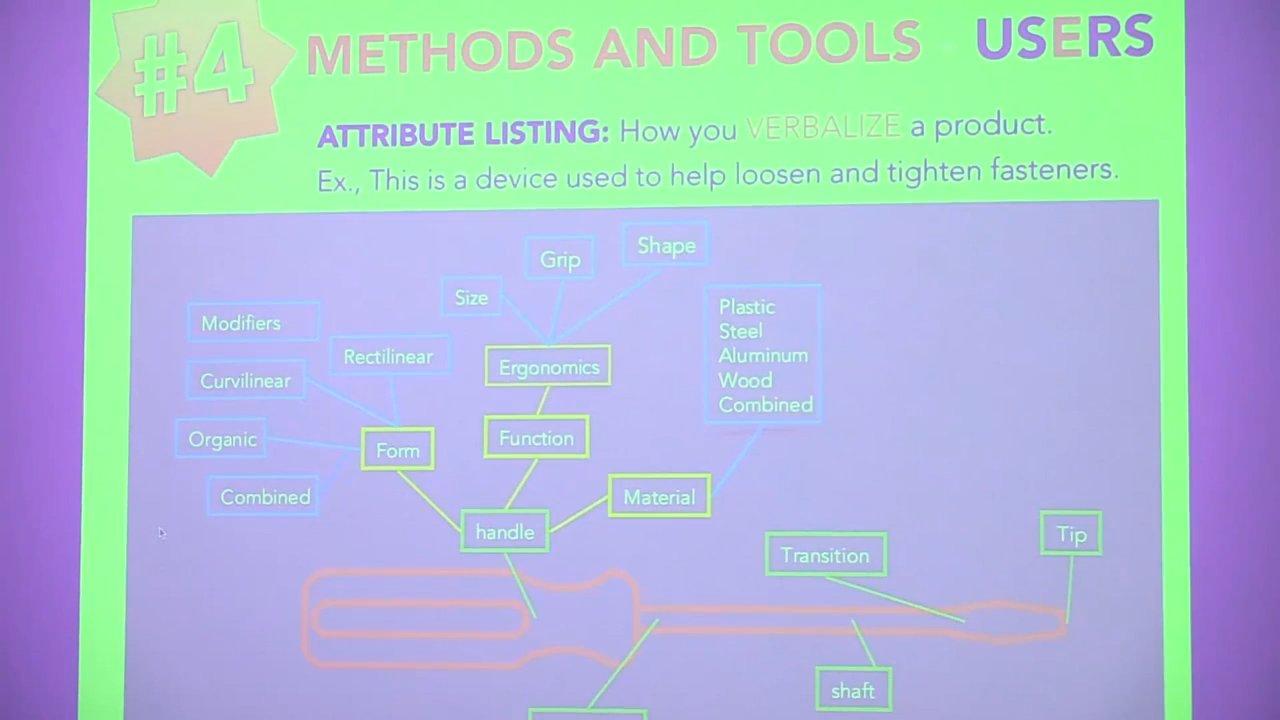 #4
METHODS AND TOOLS - USERS
ATTRIBUTE LISTING: How you VERBALIZE a product.
Ex., This is a device used to help loosen and tighten fasteners.
Shape
Grip
Size
Modifiers
Rectilinear
Curvilinear
Ergonomics
Plastic
Steel
Aluminum
Wood
Combined
Organic
Form
Function
Combined
Material
handle
Transition
Tip
shaft